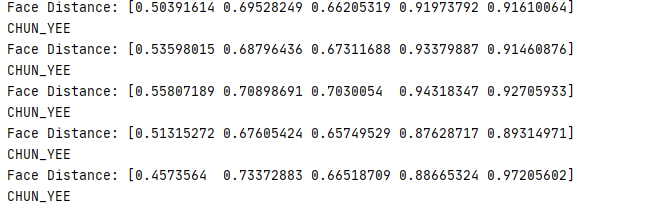 Face Distance: [0.50391614 0.69528249 0.66205319 0.91973792 0.91610064]
CHUN_YEE
Face Distance: [0.53598015 0.68796436 0.67311688 0.93379887 0.91460876]
CHUN_YEE
Face Distance: [0.55807189 0.70898691 0.7030054  0.94318347 0.92705933]
CHUN_YEE
Face Distance: [0.51315272 0.67605424 0.65749529 0.87628717 0.89314971]
CHUN_YEE
Face Distance: [0.4573564  0.73372883 0.66518709 0.88665324 0.97205602]
CHUN_YEE